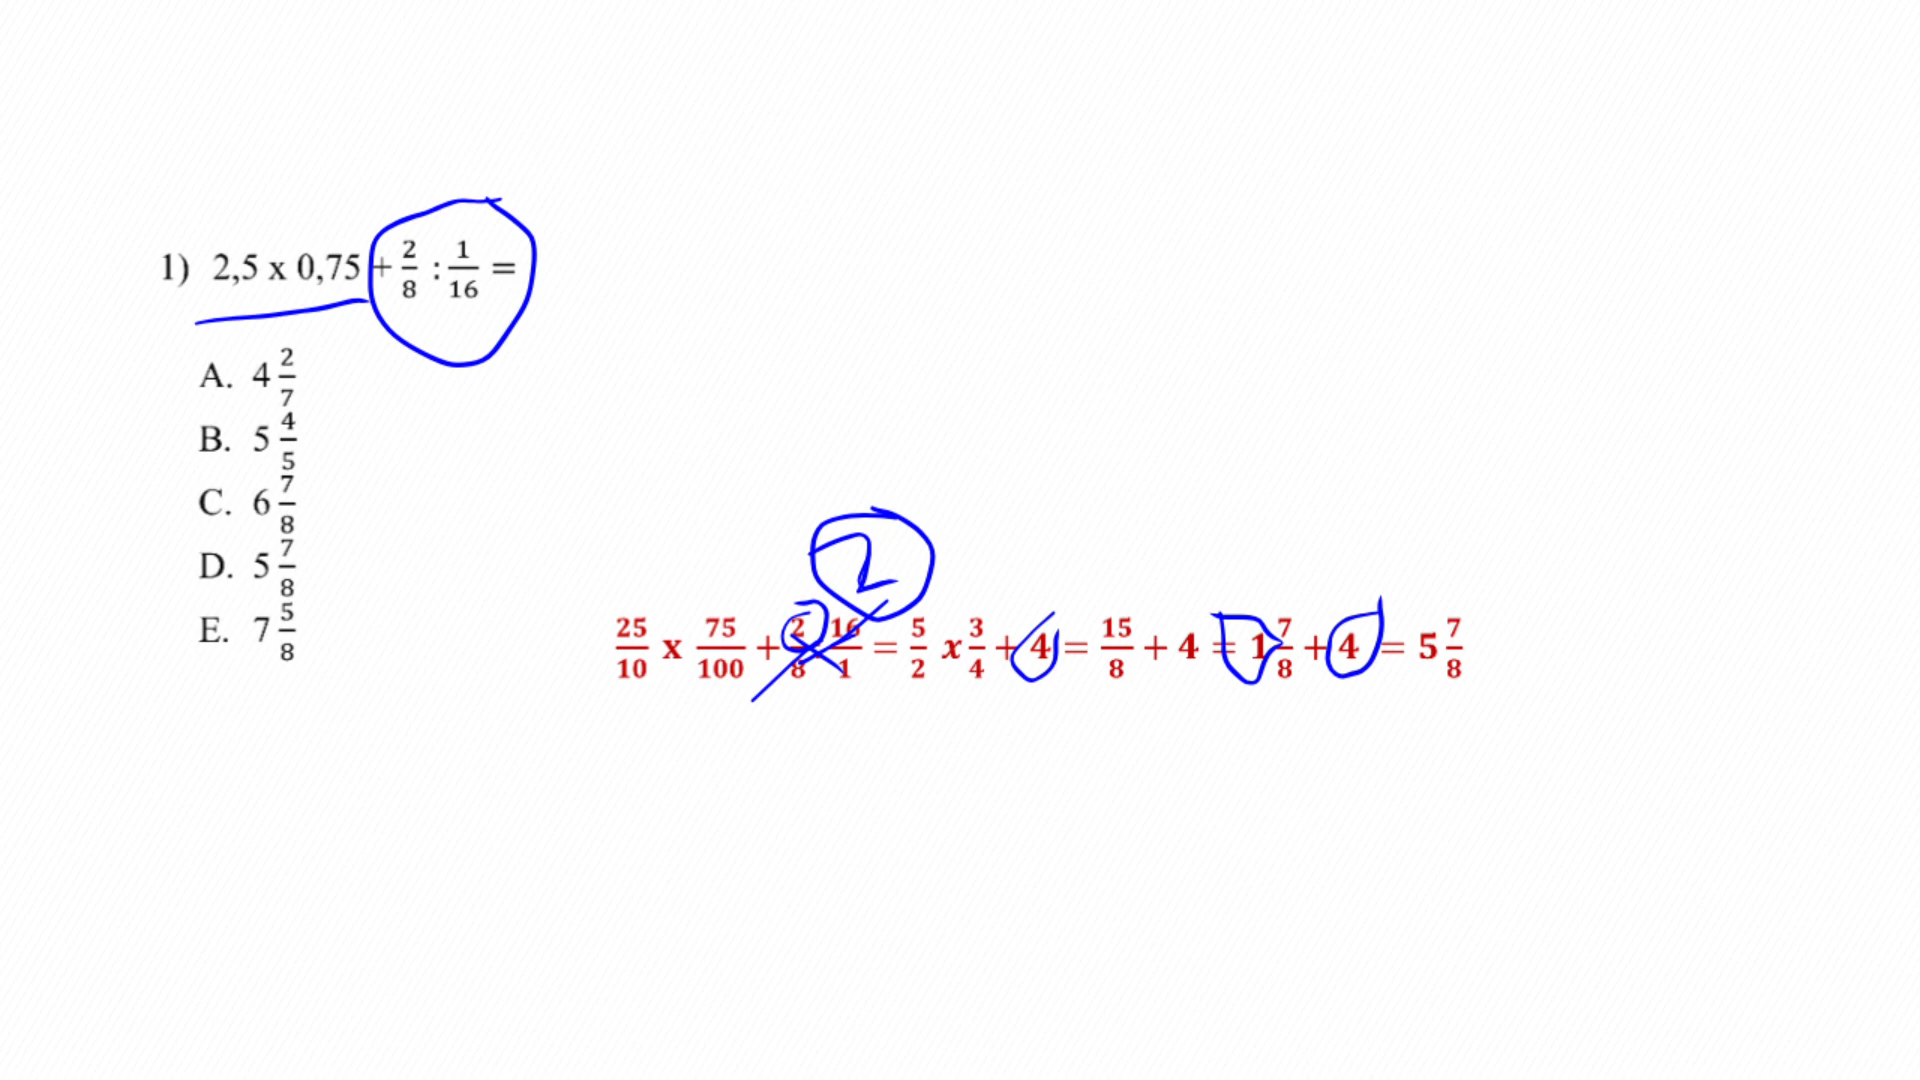 1) 2,5 x 0,75 + 2/8 : 1/16 =
A. 4 2/7
B. 5 4/5
C. 6 7/8
D. 5 7/8
E. 7 5/8
2
25/10 x 75/100 + 2/8 . 16/1 = 5/2 x 3/4 + 4 = 15/8 + 4 = 1 7/8 + 4 = 5 7/8